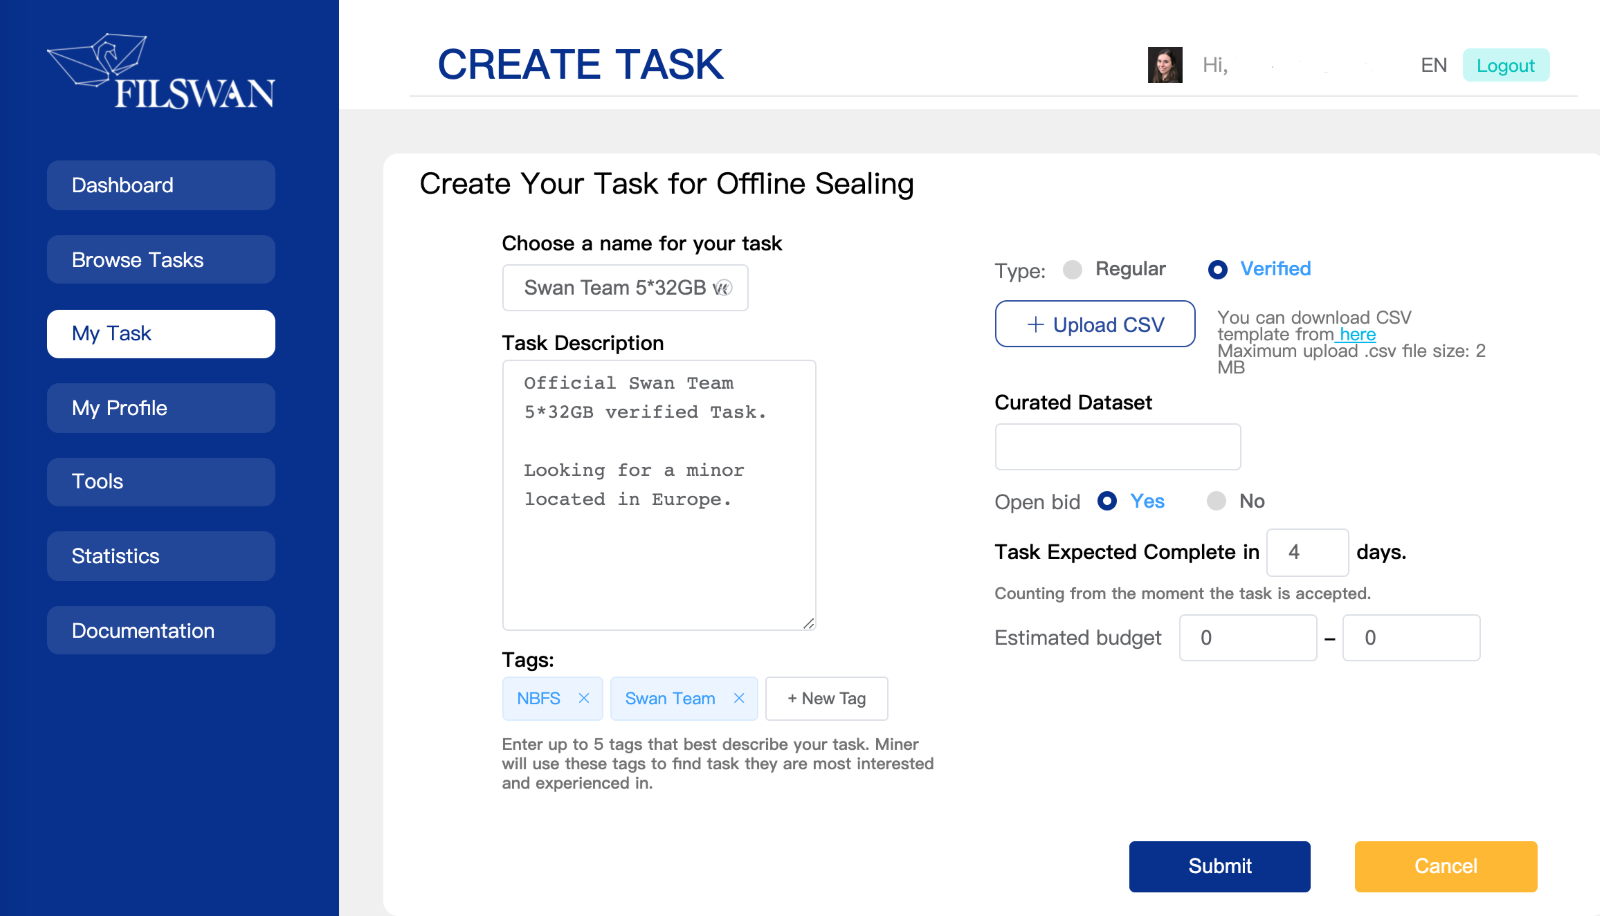 FILSWAN
CREATE TASK
Hi,
EN
Logout
Dashboard
Browse Tasks
My Task
My Profile
Tools
Statistics
Documentation
Create Your Task for Offline Sealing
Choose a name for your task
Swan Team 5*32GB
Task Description
Official Swan Team
5*32GB verified Task.
Looking for a minor
located in Europe.
Tags:
NBFS ×
Swan Team ×
+ New Tag
Enter up to 5 tags that best describe your task. Miner
will use these tags to find task they are most interested
and experienced in.
Type: Regular Verified
+ Upload CSV
You can download CSV
template from here
Maximum upload .csv file size: 2
MB
Curated Dataset
Open bid Yes No
Task Expected Complete in 4 days.
Counting from the moment the task is accepted.
Estimated budget 0 – 0
Submit
Cancel